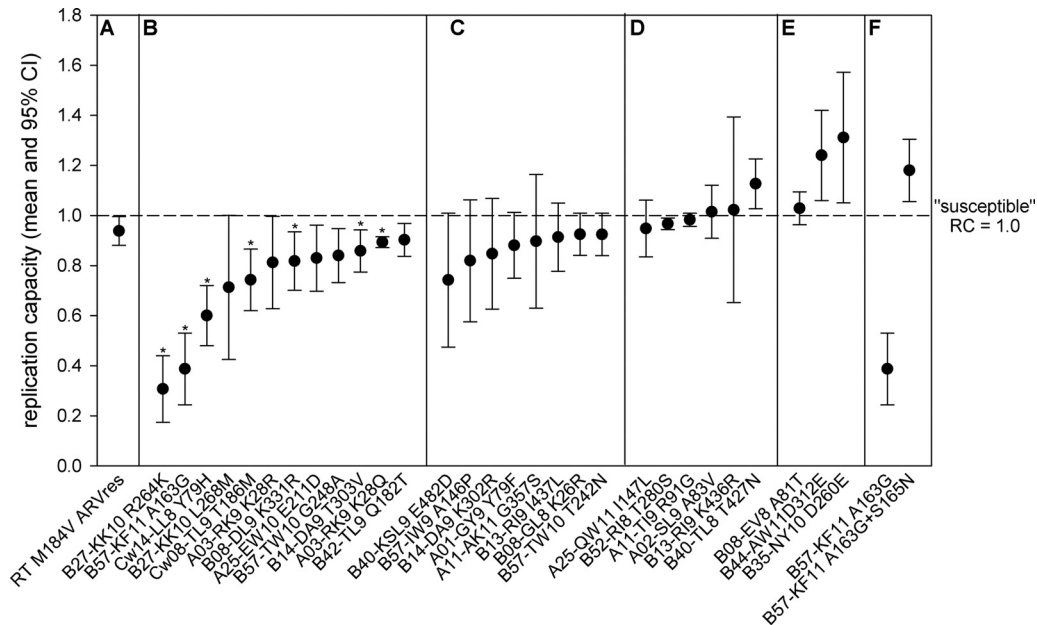 A
B
C
D
E
F
replication capacity (mean and 95% CI)
1.8
1.6
1.4
1.2
1.0
0.8
0.6
0.4
0.2
0.0
"susceptible"
RC = 1.0
*
*
*
*
*
*
*
RT M184V ARVres
B27-KK10 R264K
B57-KF11 A163G
Cw14-LL8 Y79H
B27-KK10 L268M
Cw08-TL9 T186M
A03-RK9 K28R
B08-DL9 K331R
A25-EW10 E211D
B57-TW10 G248A
B14-DA9 T303V
A03-RK9 K28Q
B42-TL9 Q182T
B40-KSL9 E482D
B57-IW9 A146P
B14-DA9 K302R
A01-GY9 Y79F
A11-AK11 G357S
B13-RI9 I437L
B08-GL8 K26R
B57-TW10 T242N
A25-QW11 I147L
B52-RI8 T280S
A11-TI9 R91G
A02-SL9 A83V
B13-RI9 K436R
B40-TL8 T427N
B08-EV8 A81T
B44-AW11D312E
B35-NY10 D260E
B57-KF11 A163G
B57-KF11 A163G+S165N